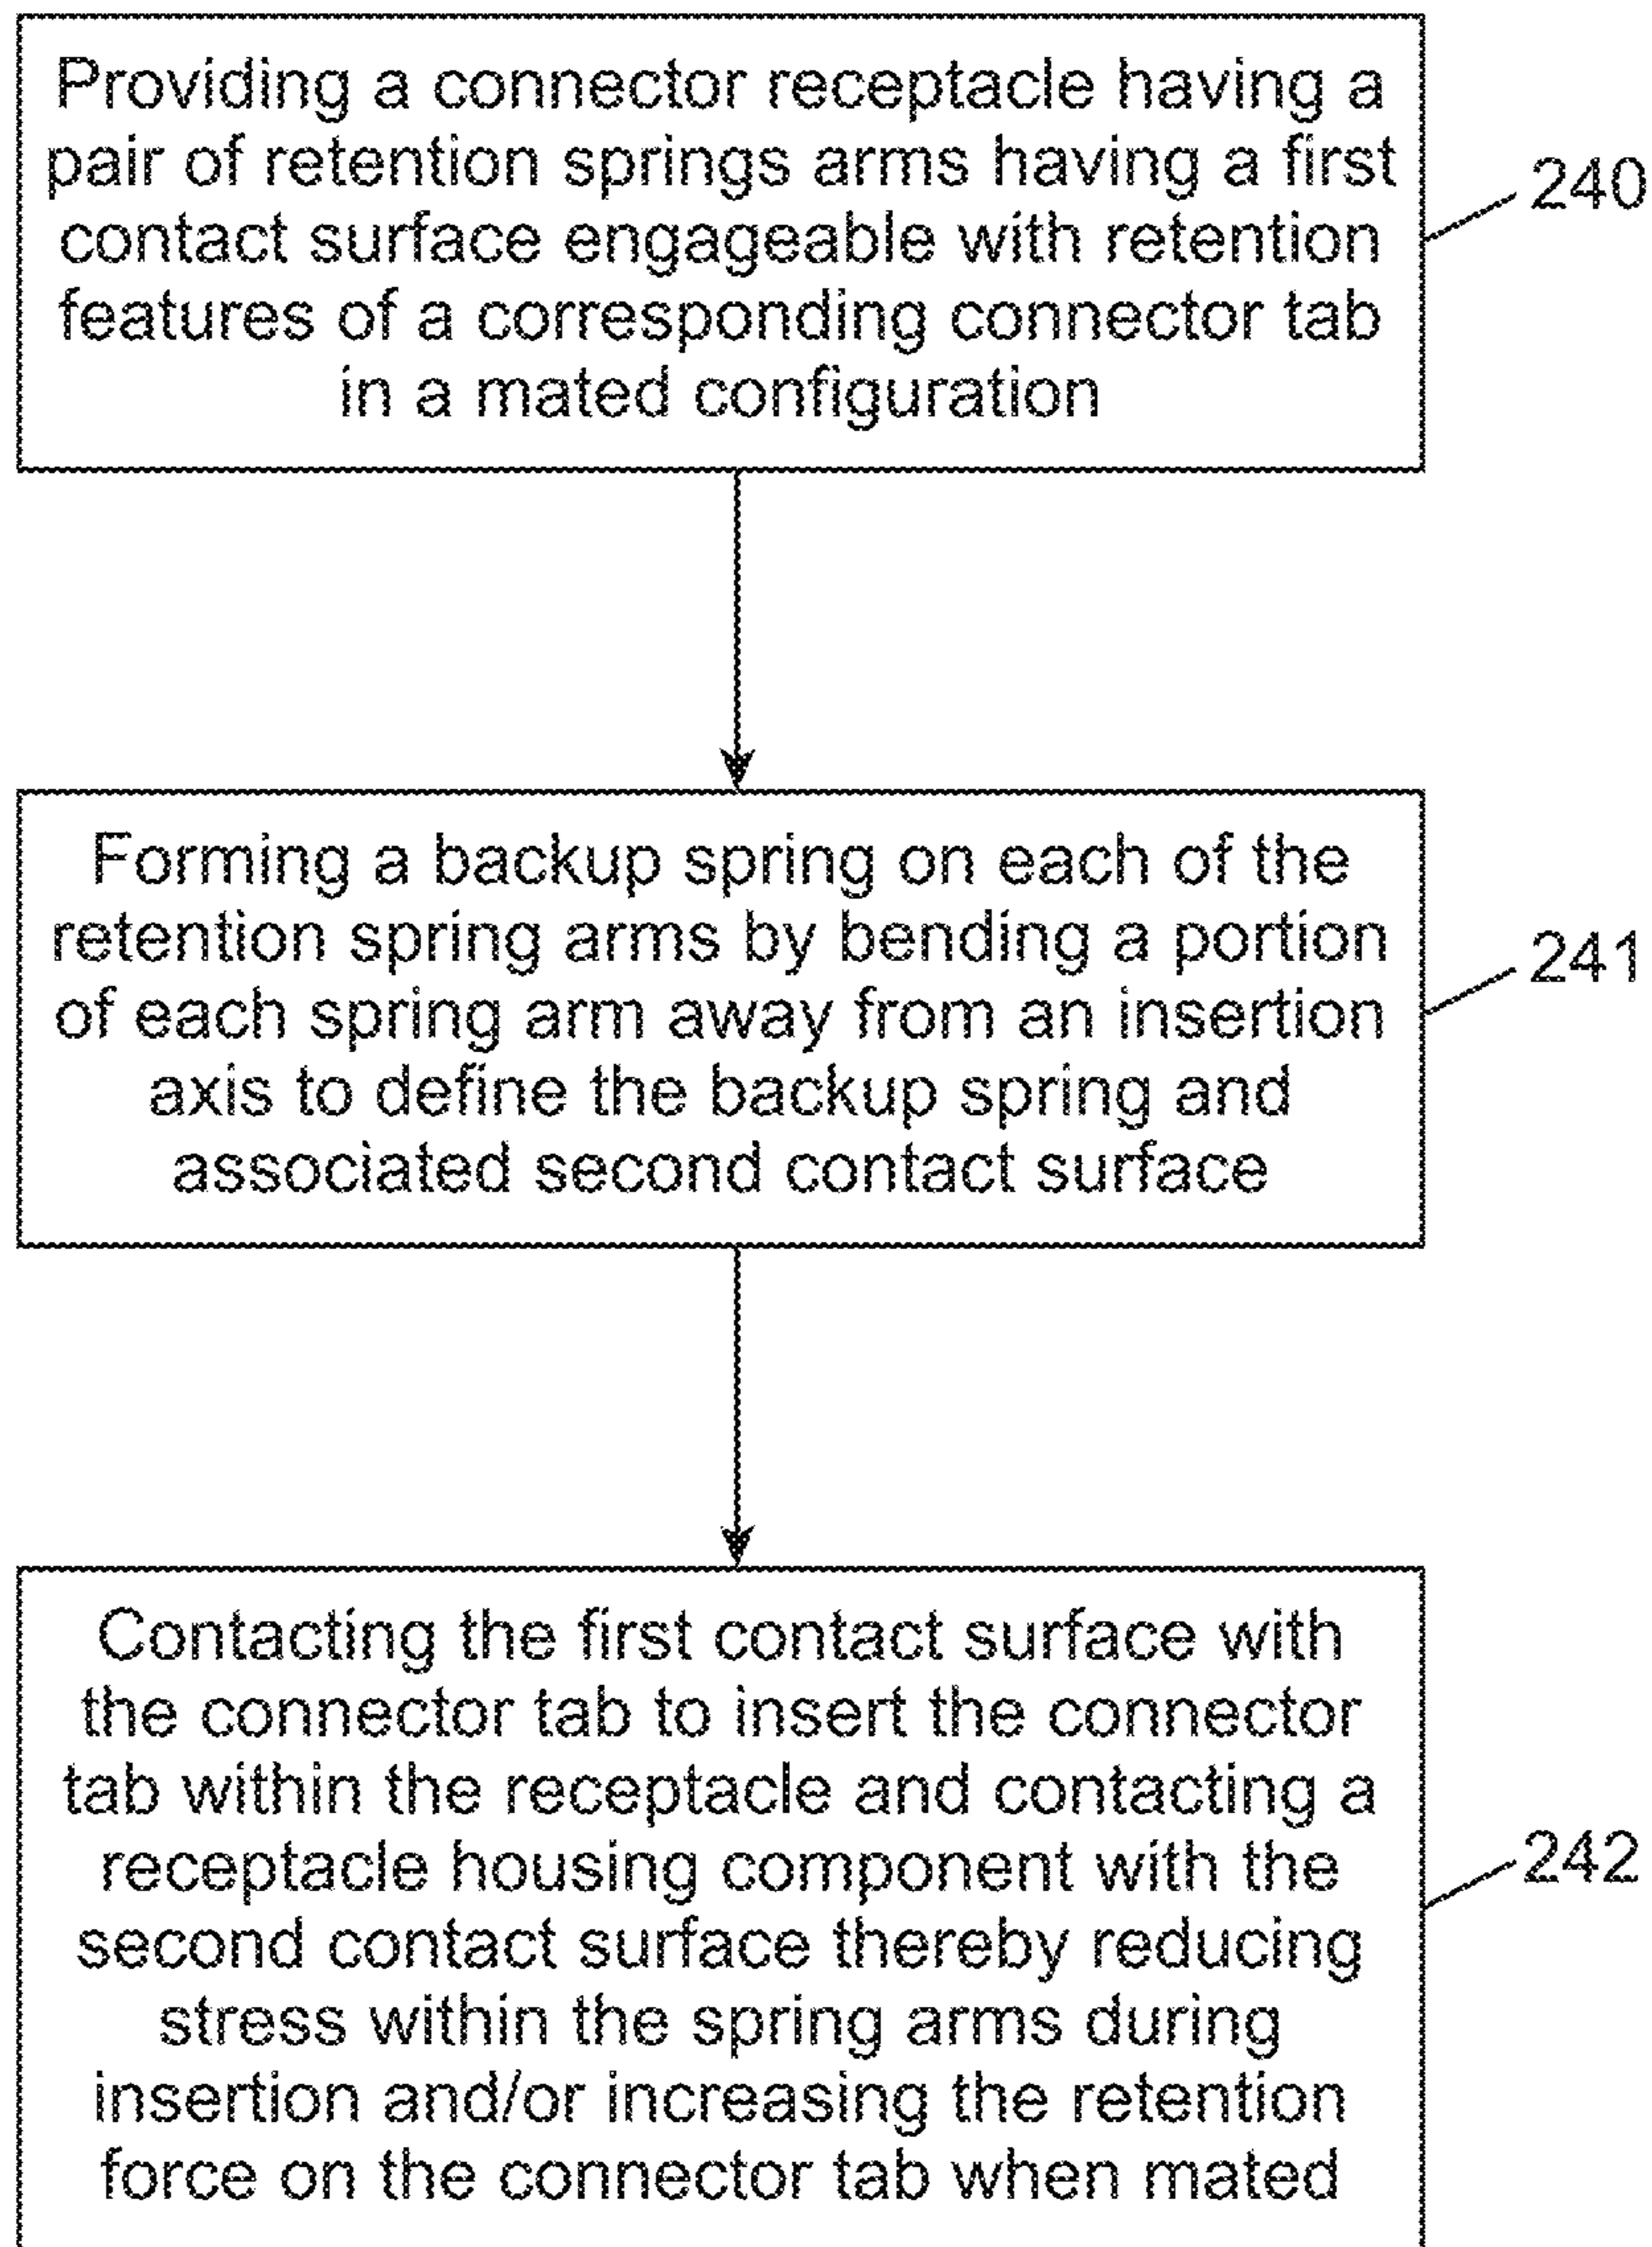 Providing a connector receptacle having a
pair of retention springs arms having a first
contact surface engageable with retention
features of a corresponding connector tab
in a mated configuration
240
Forming a backup spring on each of the
retention spring arms by bending a portion
of each spring arm away from an insertion
axis to define the backup spring and
associated second contact surface
241
Contacting the first contact surface with
the connector tab to insert the connector
tab within the receptacle and contacting a
receptacle housing component with the
second contact surface thereby reducing
stress within the spring arms during
insertion and/or increasing the retention
force on the connector tab when mated
242